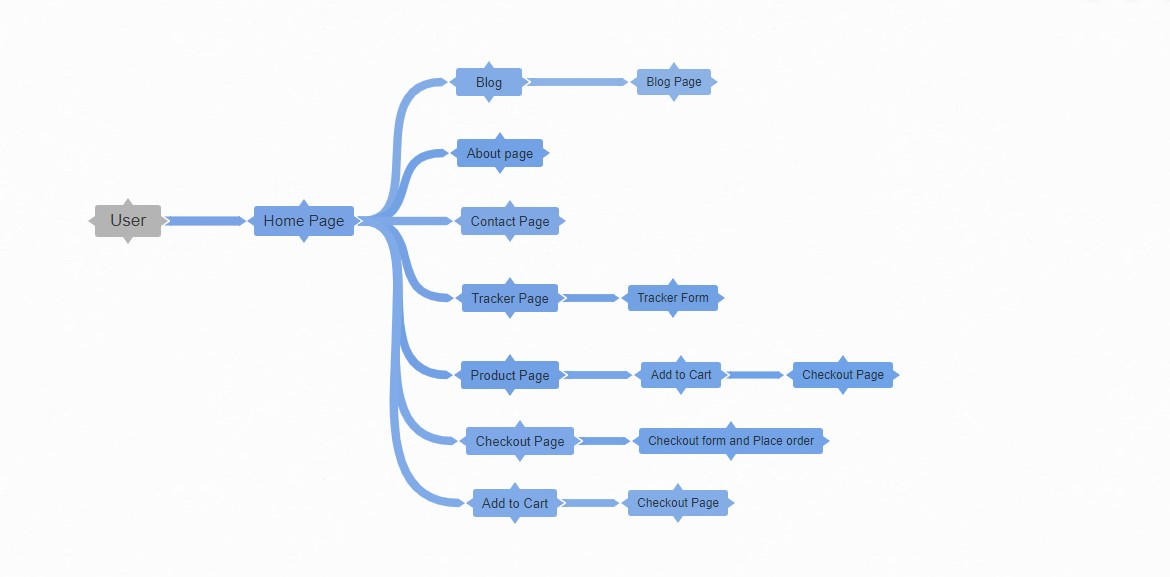 Blog
Blog Page
About page
User
Home Page
Contact Page
Tracker Page
Tracker Form
Product Page
Add to Cart
Checkout Page
Checkout Page
Checkout form and Place order
Add to Cart
Checkout Page